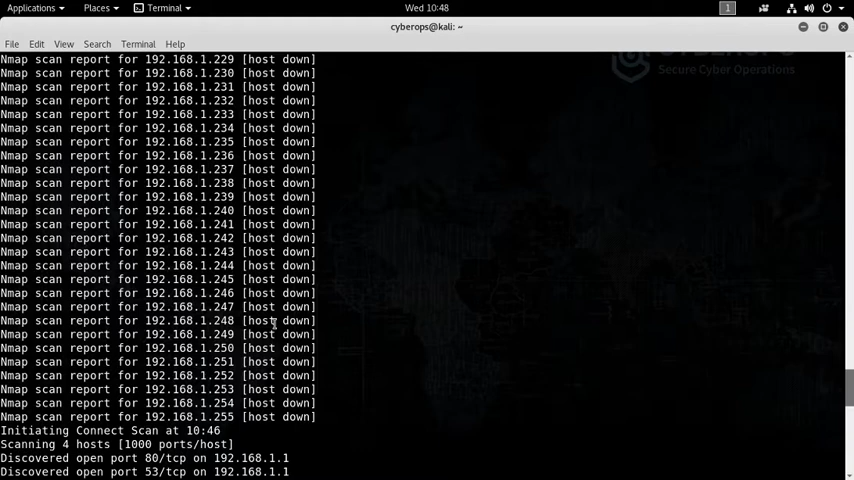 Applications Places Terminal Wed 10:48 1
cyberops@kali: ~
File Edit View Search Terminal Help
Secure Cyber Operations
Nmap scan report for 192.168.1.229 [host down]
Nmap scan report for 192.168.1.230 [host down]
Nmap scan report for 192.168.1.231 [host down]
Nmap scan report for 192.168.1.232 [host down]
Nmap scan report for 192.168.1.233 [host down]
Nmap scan report for 192.168.1.234 [host down]
Nmap scan report for 192.168.1.235 [host down]
Nmap scan report for 192.168.1.236 [host down]
Nmap scan report for 192.168.1.237 [host down]
Nmap scan report for 192.168.1.238 [host down]
Nmap scan report for 192.168.1.239 [host down]
Nmap scan report for 192.168.1.240 [host down]
Nmap scan report for 192.168.1.241 [host down]
Nmap scan report for 192.168.1.242 [host down]
Nmap scan report for 192.168.1.243 [host down]
Nmap scan report for 192.168.1.244 [host down]
Nmap scan report for 192.168.1.245 [host down]
Nmap scan report for 192.168.1.246 [host down]
Nmap scan report for 192.168.1.247 [host down]
Nmap scan report for 192.168.1.248 [host down]
Nmap scan report for 192.168.1.249 [host down]
Nmap scan report for 192.168.1.250 [host down]
Nmap scan report for 192.168.1.251 [host down]
Nmap scan report for 192.168.1.252 [host down]
Nmap scan report for 192.168.1.253 [host down]
Nmap scan report for 192.168.1.254 [host down]
Nmap scan report for 192.168.1.255 [host down]
Initiating Connect Scan at 10:46
Scanning 4 hosts [1000 ports/host]
Discovered open port 80/tcp on 192.168.1.1
Discovered open port 53/tcp on 192.168.1.1